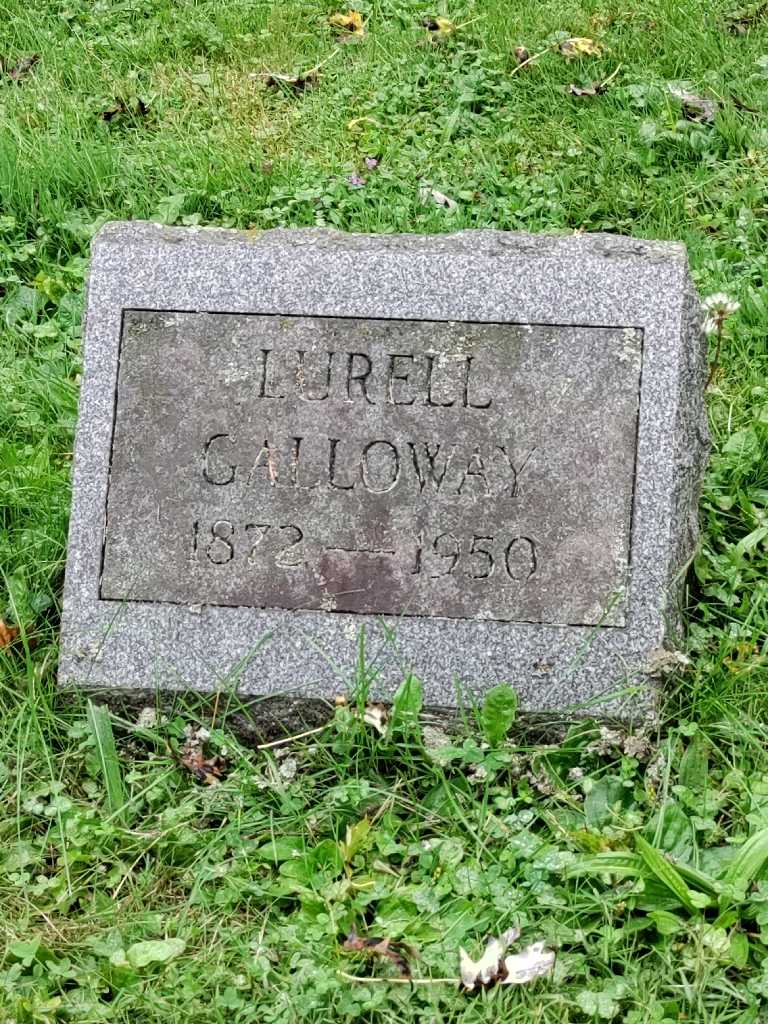 LURELL
GALLOWAY
1872 — 1950